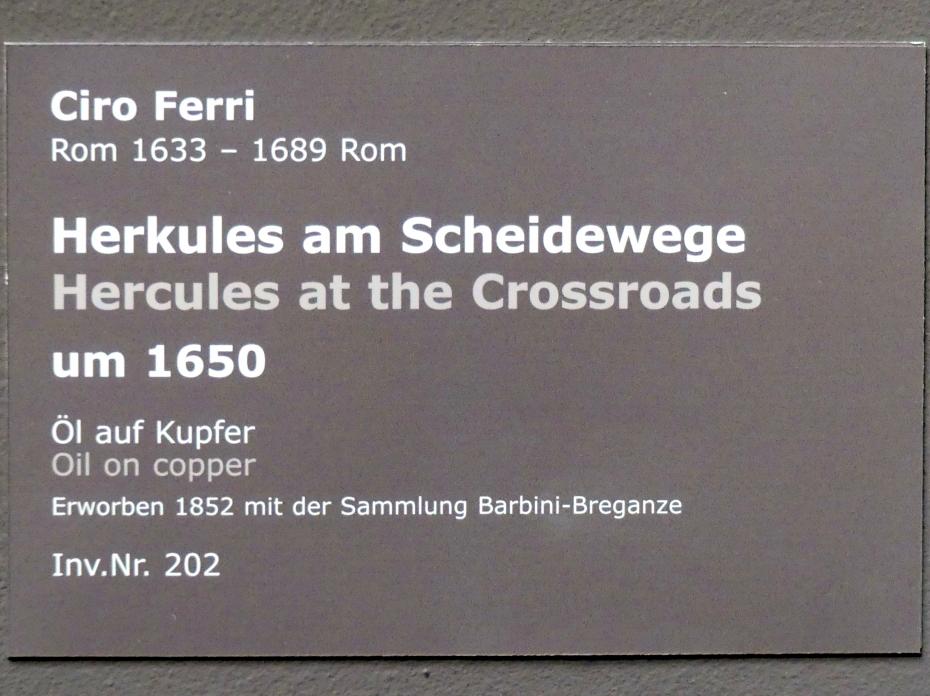 Ciro Ferri
Rom 1633 – 1689 Rom
Herkules am Scheidewege
Hercules at the Crossroads
um 1650
Öl auf Kupfer
Oil on copper
Erworben 1852 mit der Sammlung Barbini-Breganze
Inv.Nr. 202